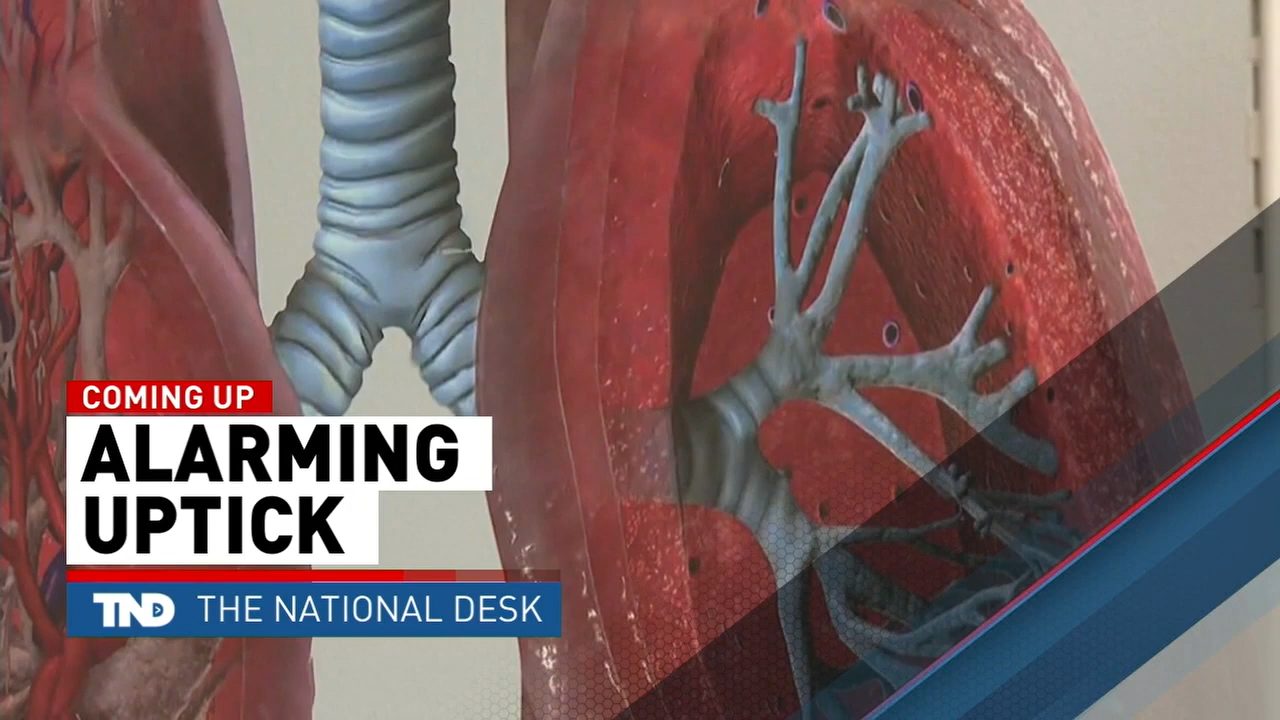 COMING UP
ALARMING
UPTICK
TND THE NATIONAL DESK